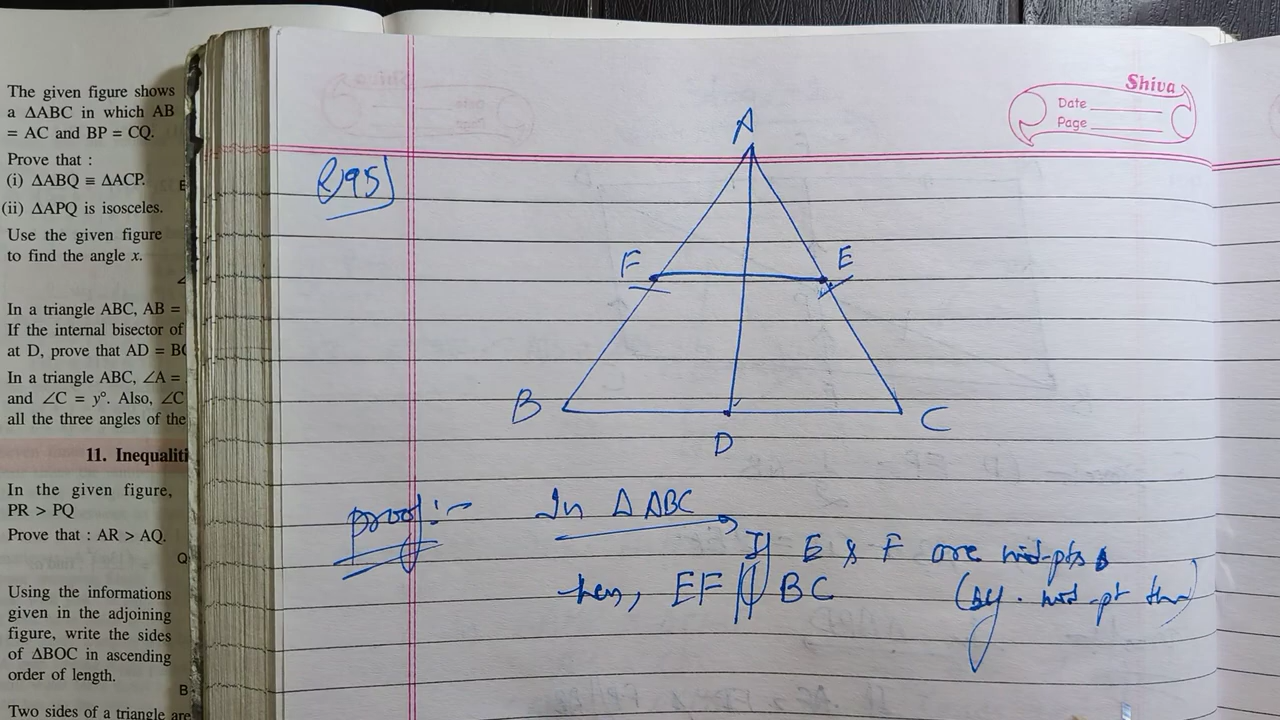 The given figure shows
a ΔABC in which AB
= AC and BP = CQ.
Prove that :
(i) ΔABQ ≡ ΔACP.
(ii) ΔAPQ is isosceles.
Use the given figure
to find the angle x.
In a triangle ABC, AB =
If the internal bisector of
at D, prove that AD = BC
In a triangle ABC, ∠A =
and ∠C = y°. Also, ∠C
all the three angles of the
11. Inequaliti
In the given figure,
PR > PQ
Prove that : AR > AQ.
Q
Using the informations
given in the adjoining
figure, write the sides
of ΔBOC in ascending
order of length.
B
Two sides of a triangle are
Shiva
Date
Page
Q95)
A
F
E
B
C
D
proof:-
In Δ ABC
If E & F are mid-pts
then, EF || BC (by. mid-pt thm)